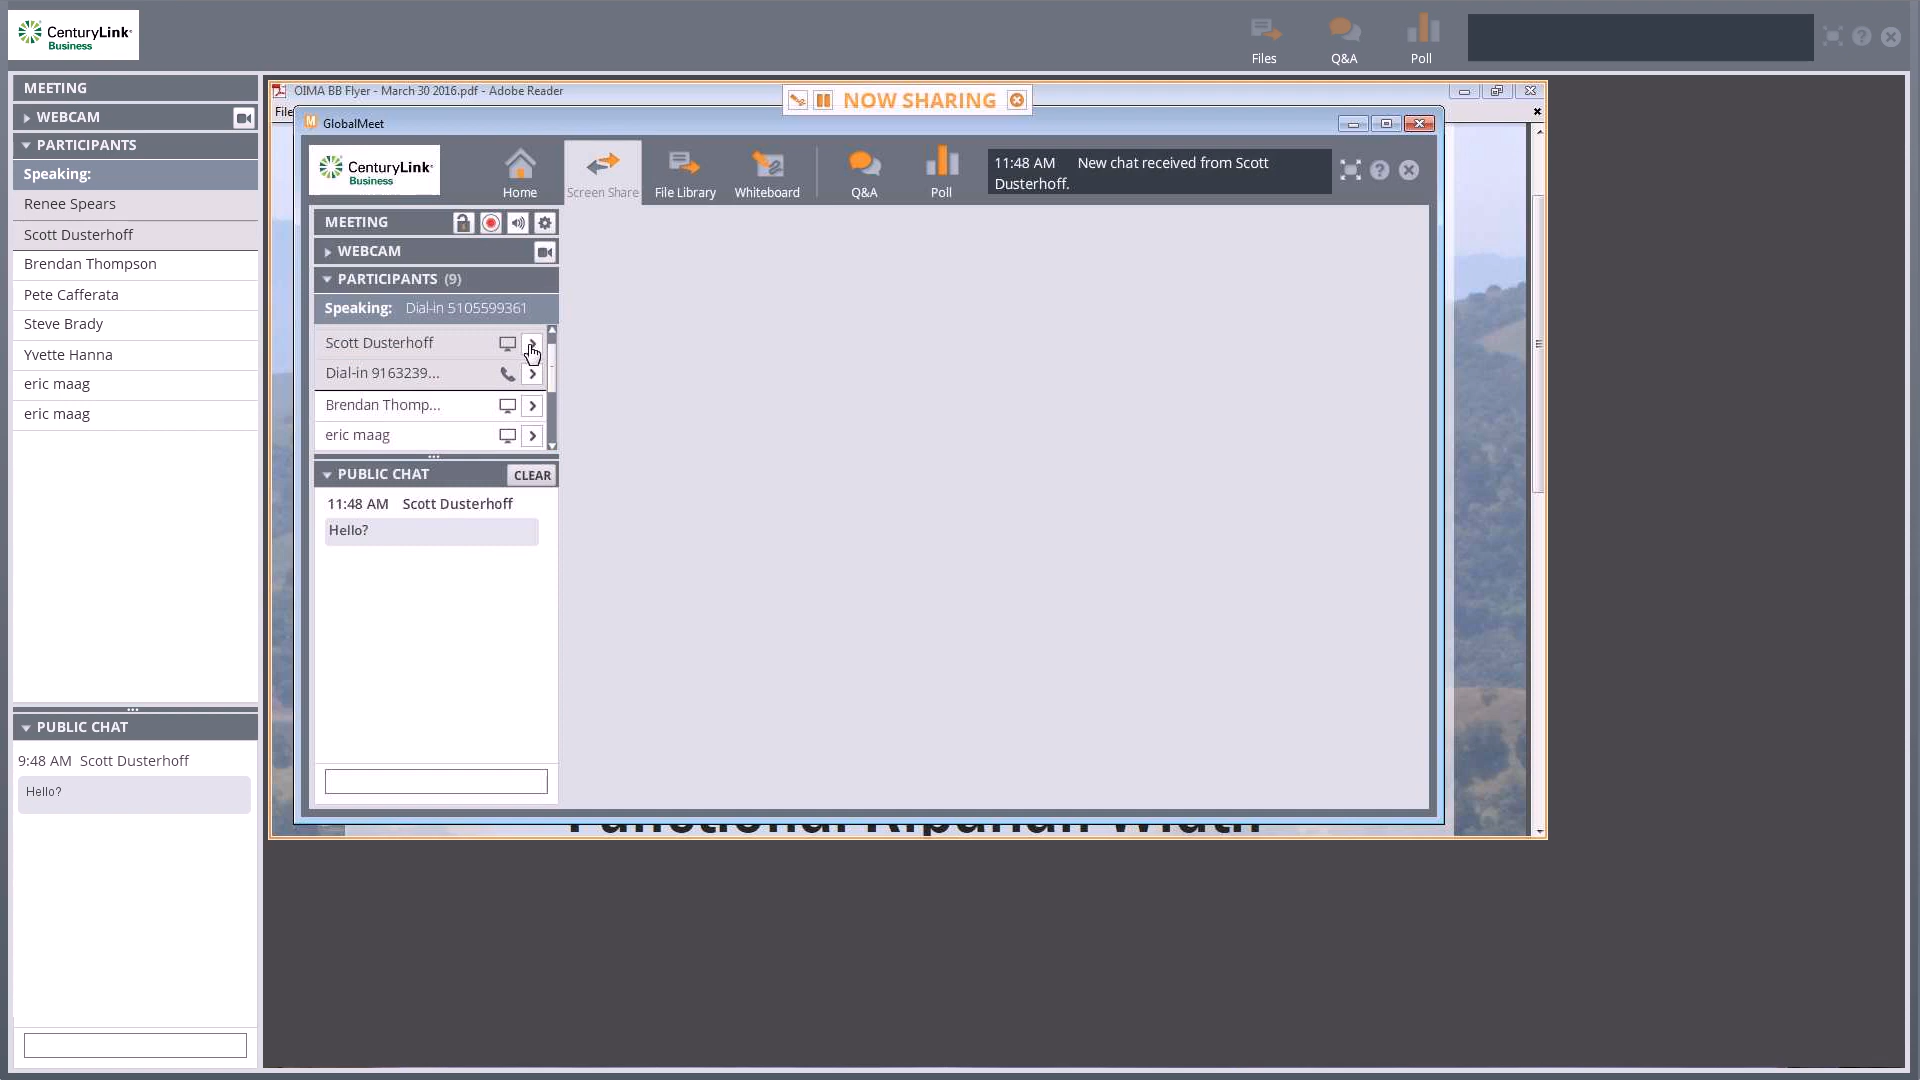 CenturyLink
Business
Files
Q&A
Poll
MEETING
WEBCAM
PARTICIPANTS
Speaking:
Renee Spears
Scott Dusterhoff
Brendan Thompson
Pete Cafferata
Steve Brady
Yvette Hanna
eric maag
eric maag
PUBLIC CHAT
9:48 AM Scott Dusterhoff
Hello?
OIMA BB Flyer - March 30 2016.pdf - Adobe Reader
NOW SHARING
File
GlobalMeet
CenturyLink
Business
Home
Screen Share
File Library
Whiteboard
Q&A
Poll
11:48 AM New chat received from Scott
Dusterhoff.
MEETING
WEBCAM
PARTICIPANTS (9)
Speaking: Dial-in 5105599361
Scott Dusterhoff
Dial-in 9163239...
Brendan Thomp...
eric maag
PUBLIC CHAT
CLEAR
11:48 AM Scott Dusterhoff
Hello?
Functional Riparian Width